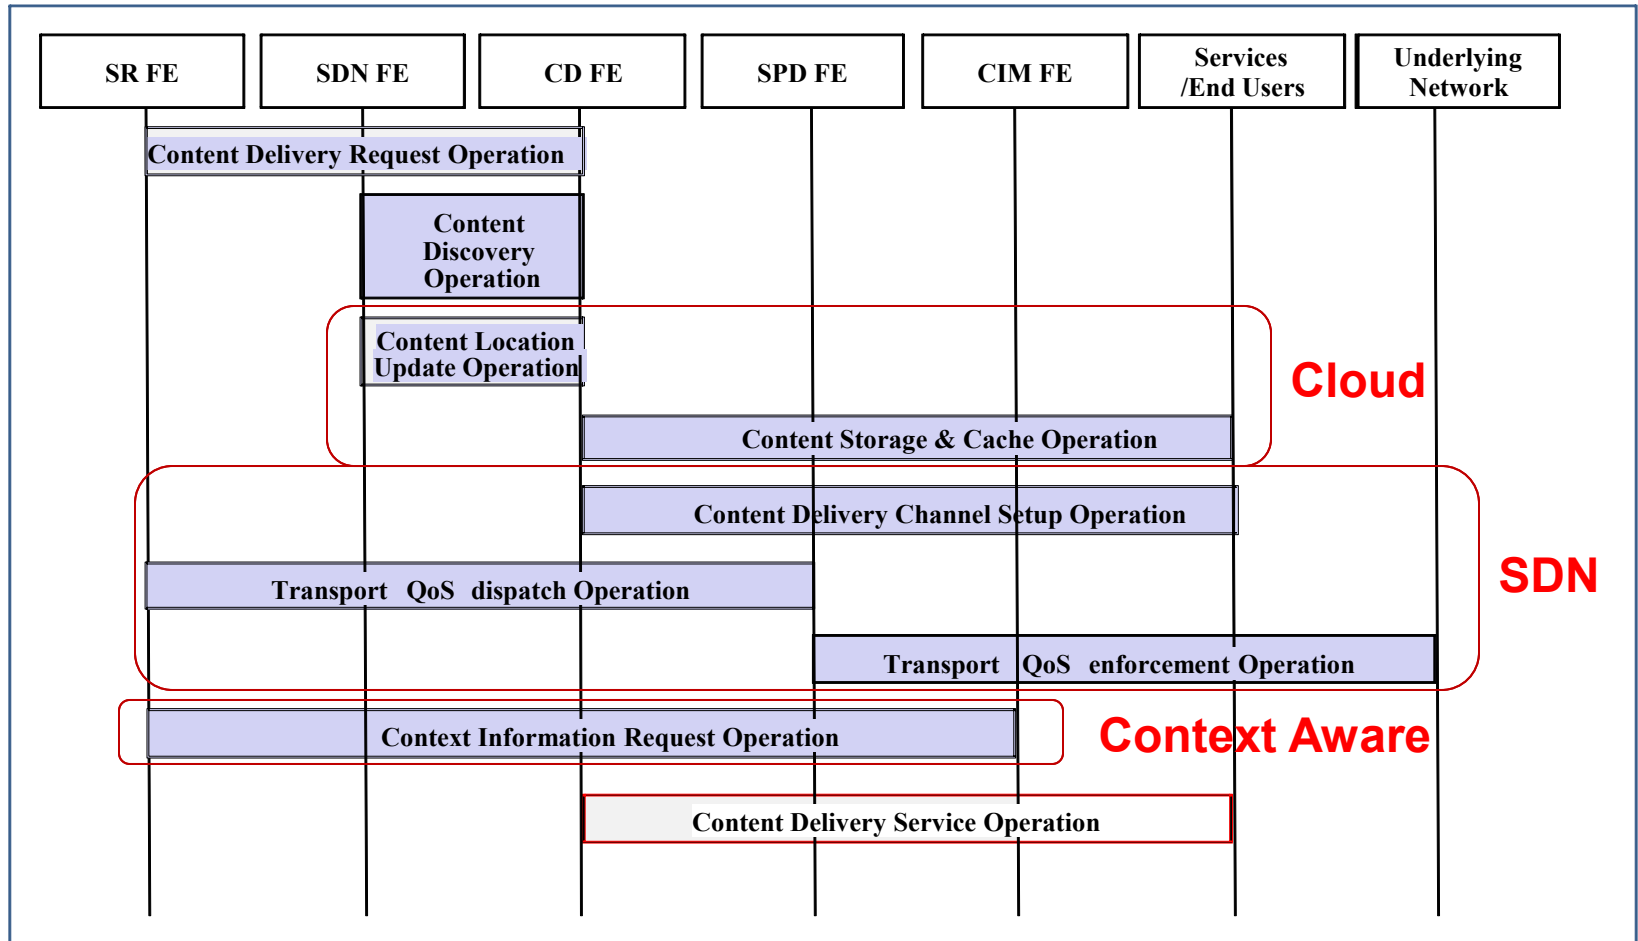 SR FE
SDN FE
CD FE
SPD FE
CIM FE
Services
/End Users
Underlying
Network
Content Delivery Request Operation
Content
Discovery
Operation
Content Location
Update Operation
Cloud
Content Storage & Cache Operation
Content Delivery Channel Setup Operation
SDN
Transport QoS dispatch Operation
Transport QoS enforcement Operation
Context Information Request Operation
Context Aware
Content Delivery Service Operation